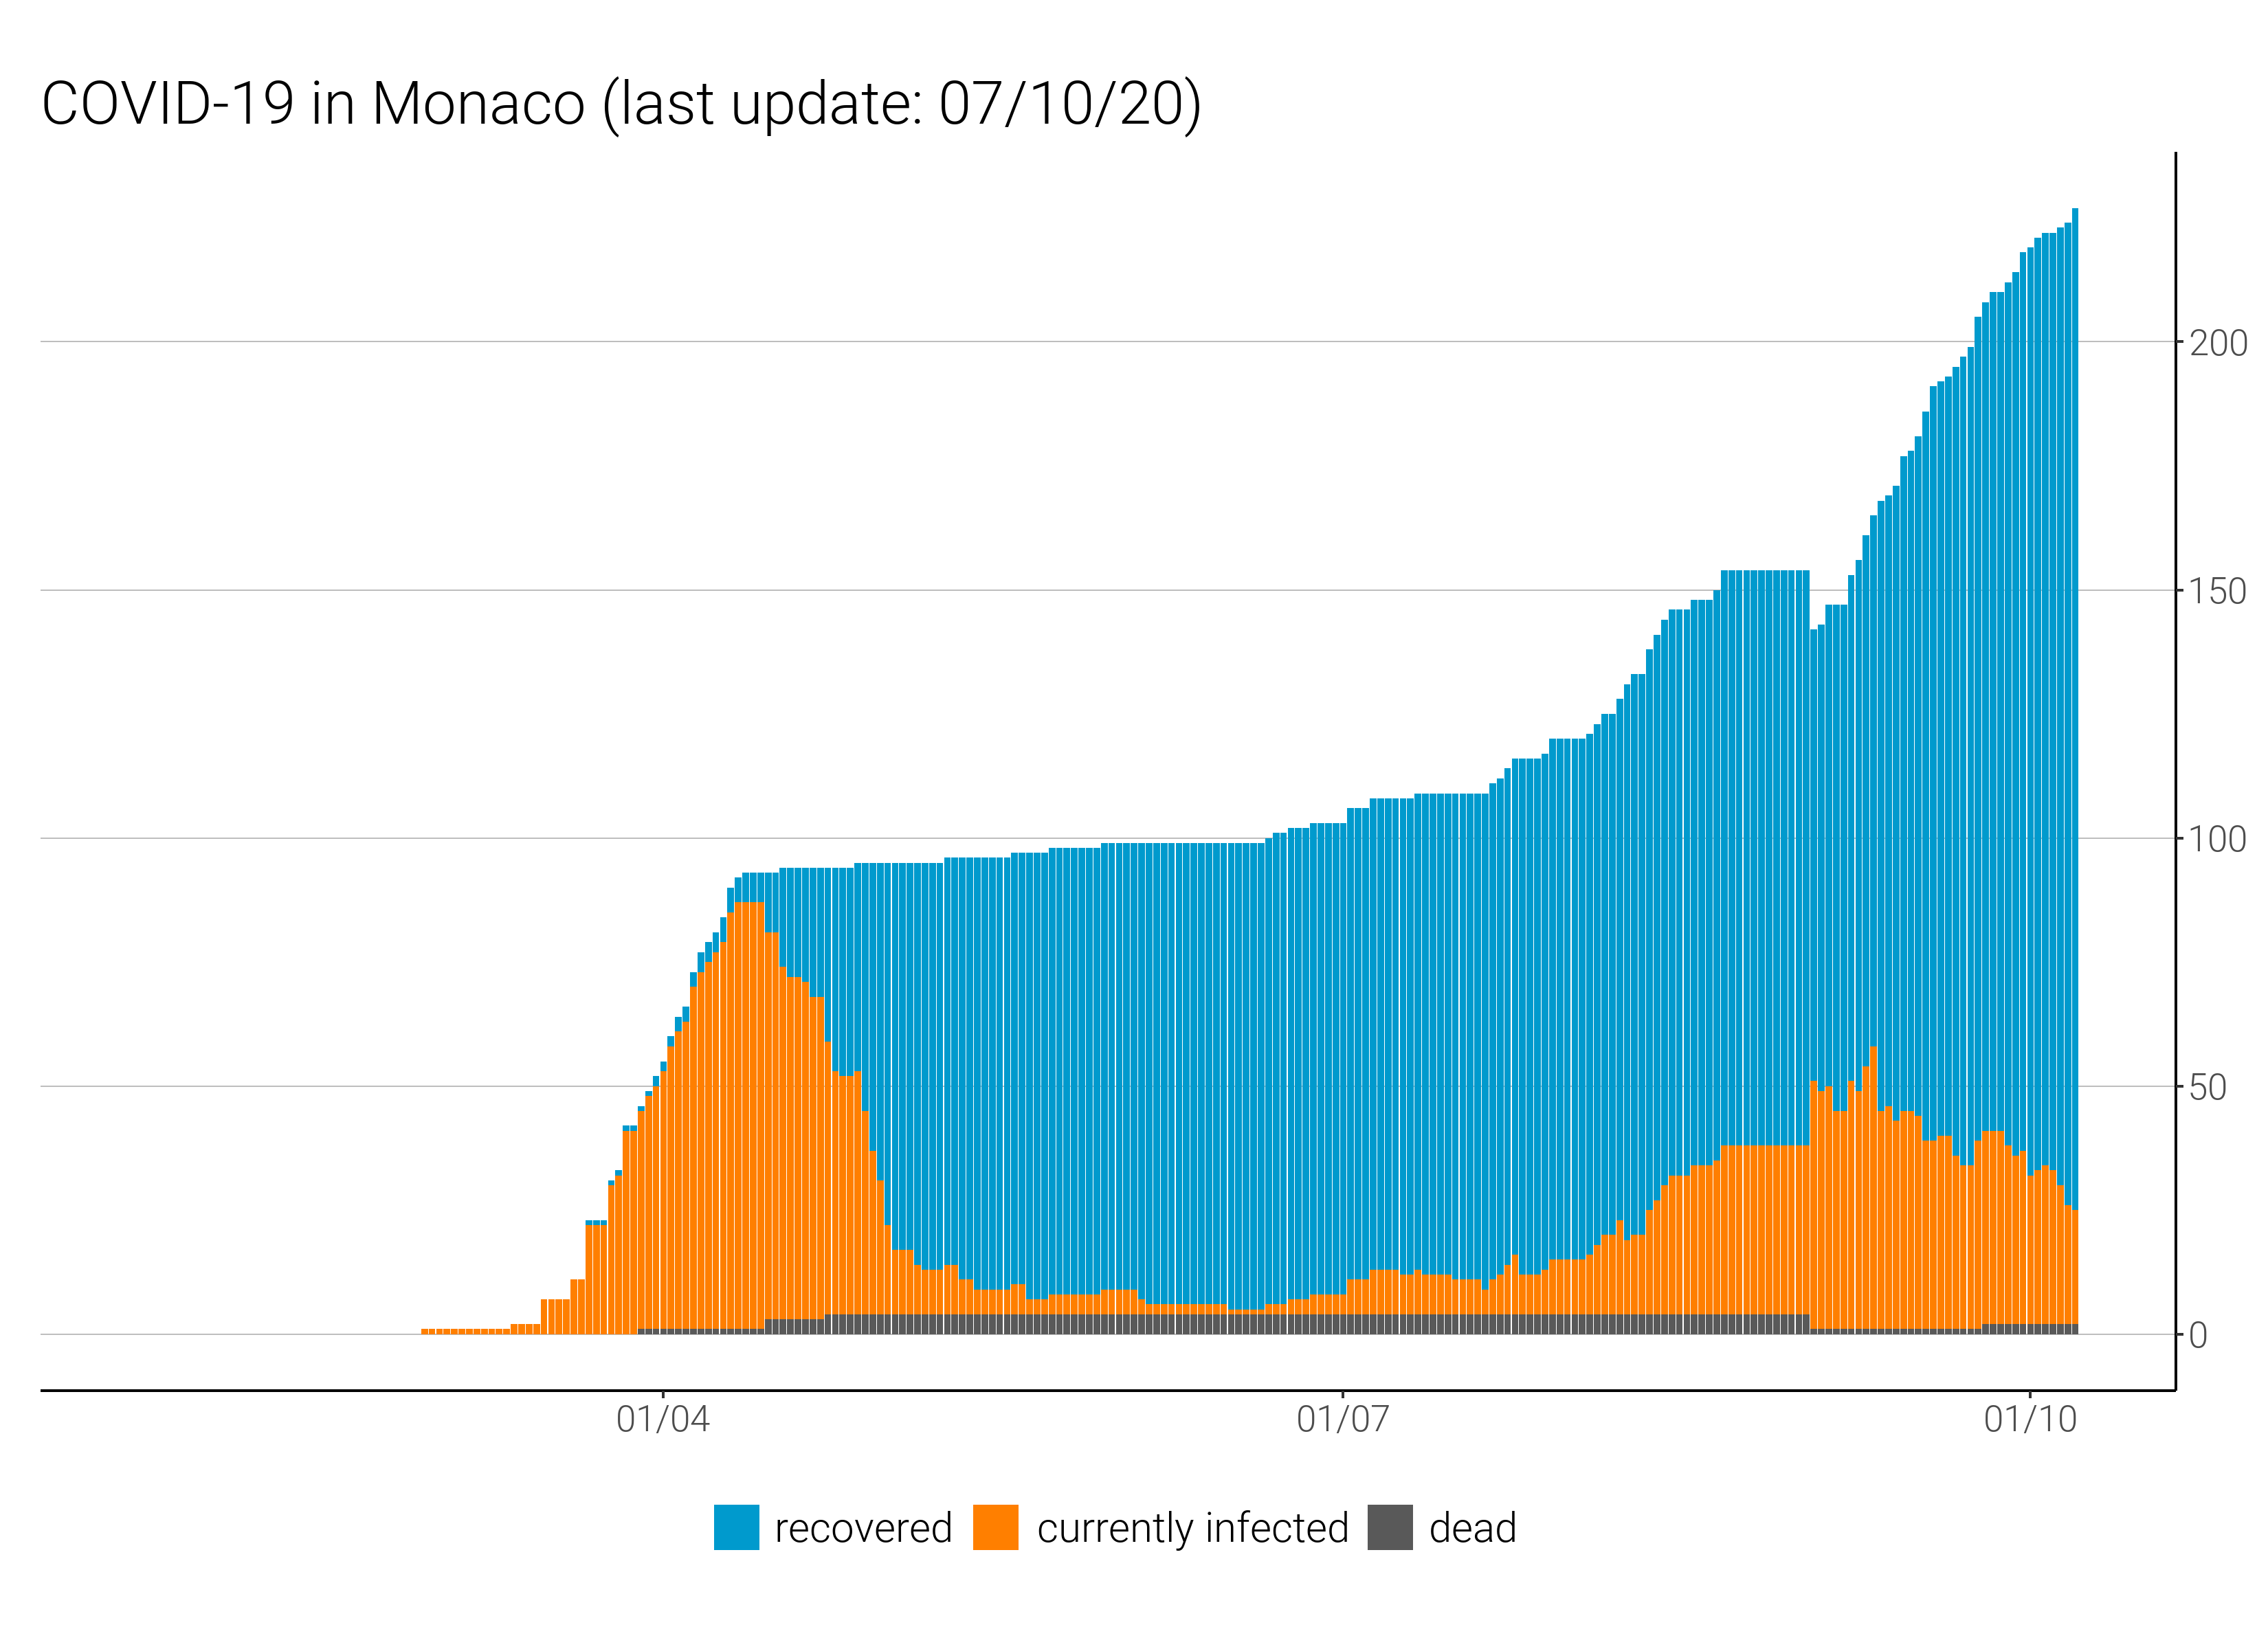 COVID-19 in Monaco (last update: 07/10/20)
200
150
100
50
0
01/04 01/07 01/10
recovered currently infected dead